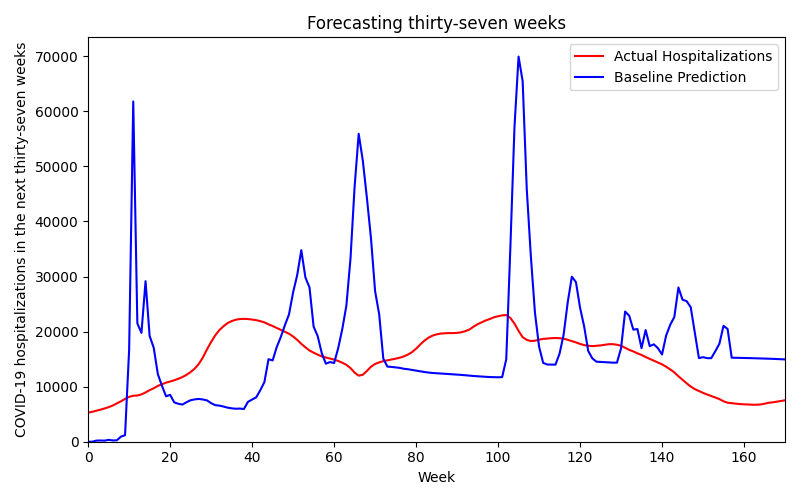 Forecasting thirty-seven weeks
COVID-19 hospitalizations in the next thirty-seven weeks
70000
60000
50000
40000
30000
20000
10000
0
Actual Hospitalizations
Baseline Prediction
0 20 40 60 80 100 120 140 160
Week